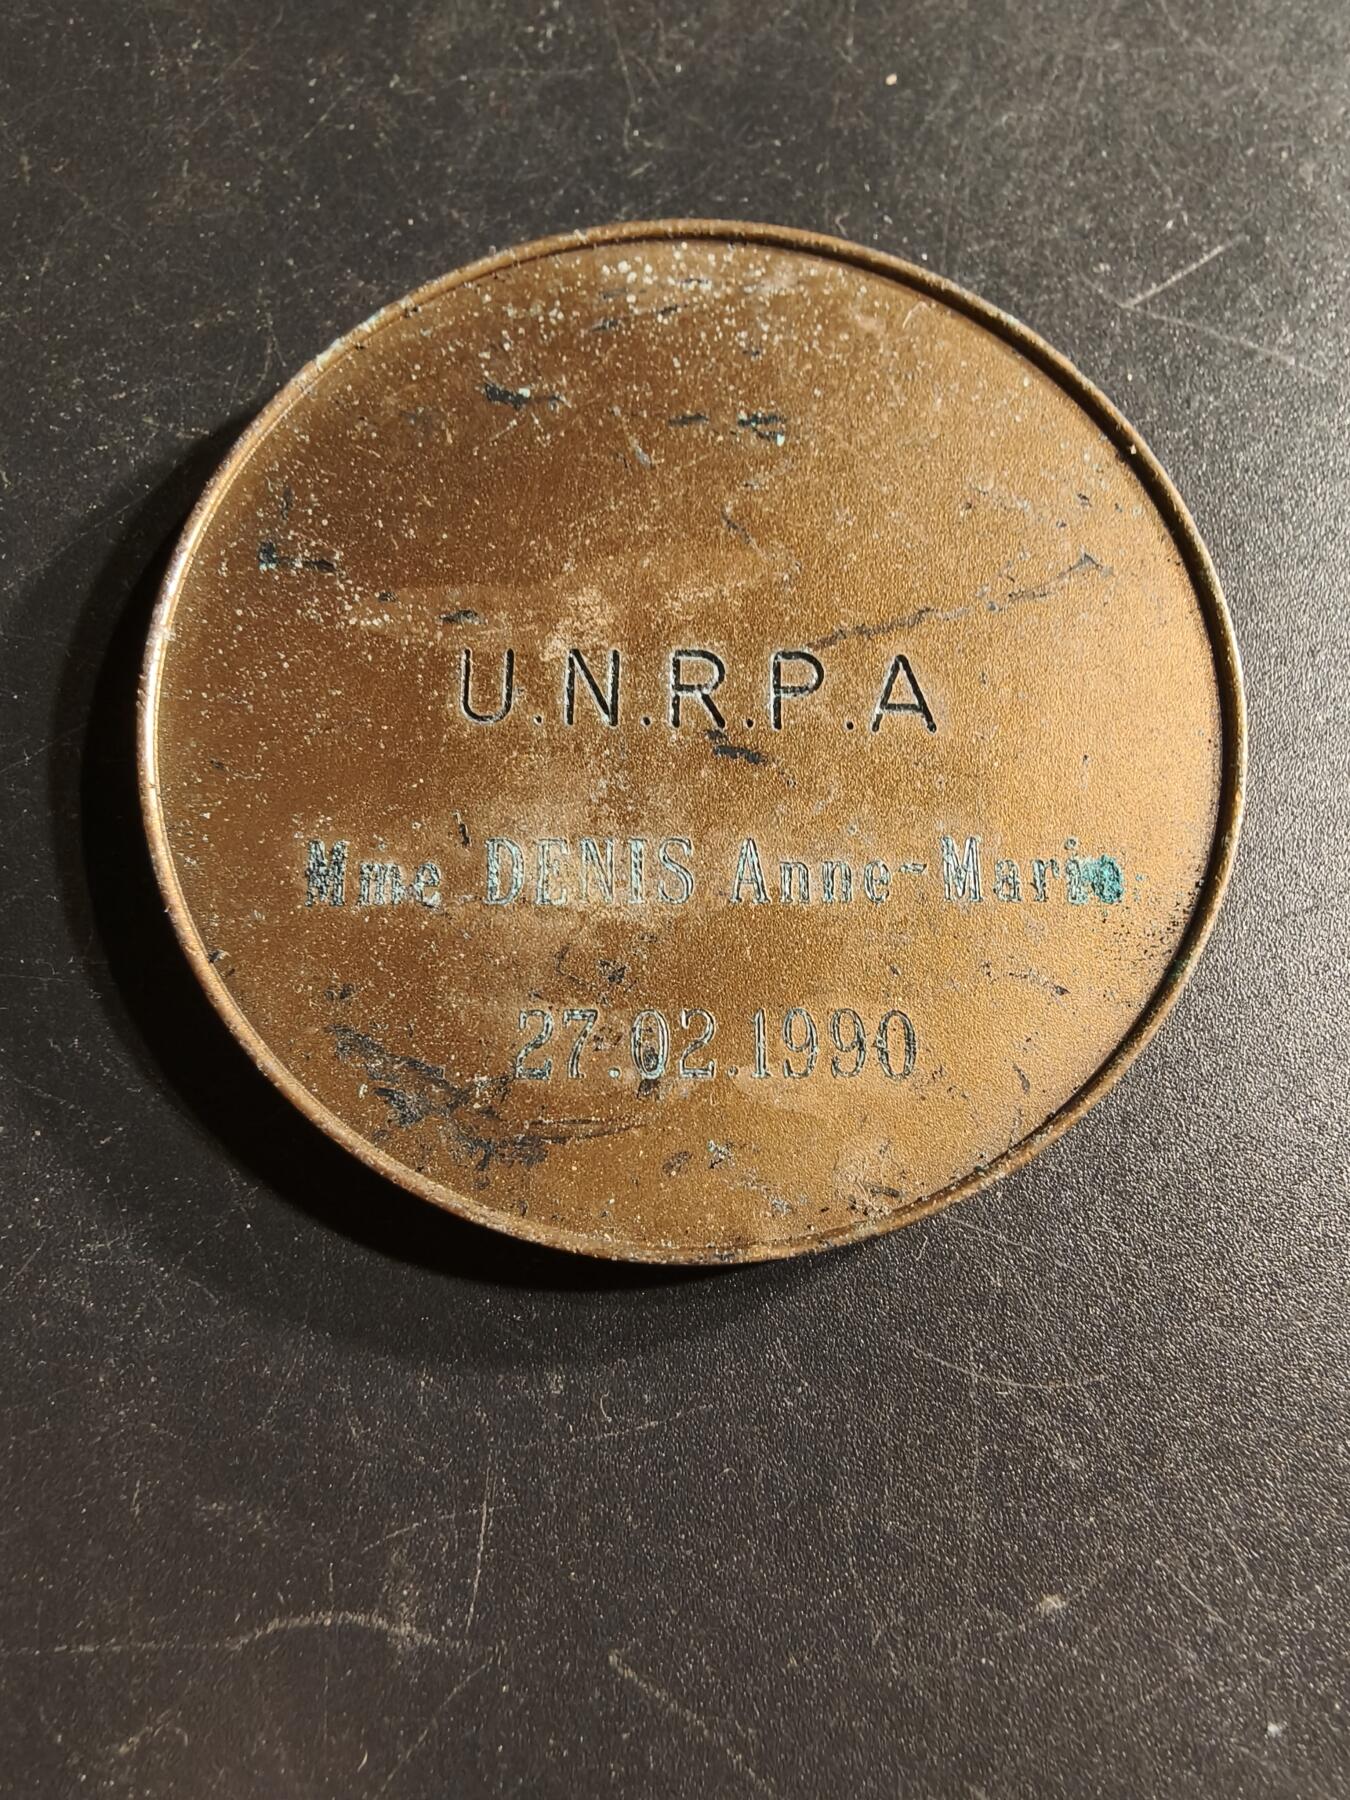 U.N.R.P.A
Mme DENIS Anne-Marie
27.02.1990